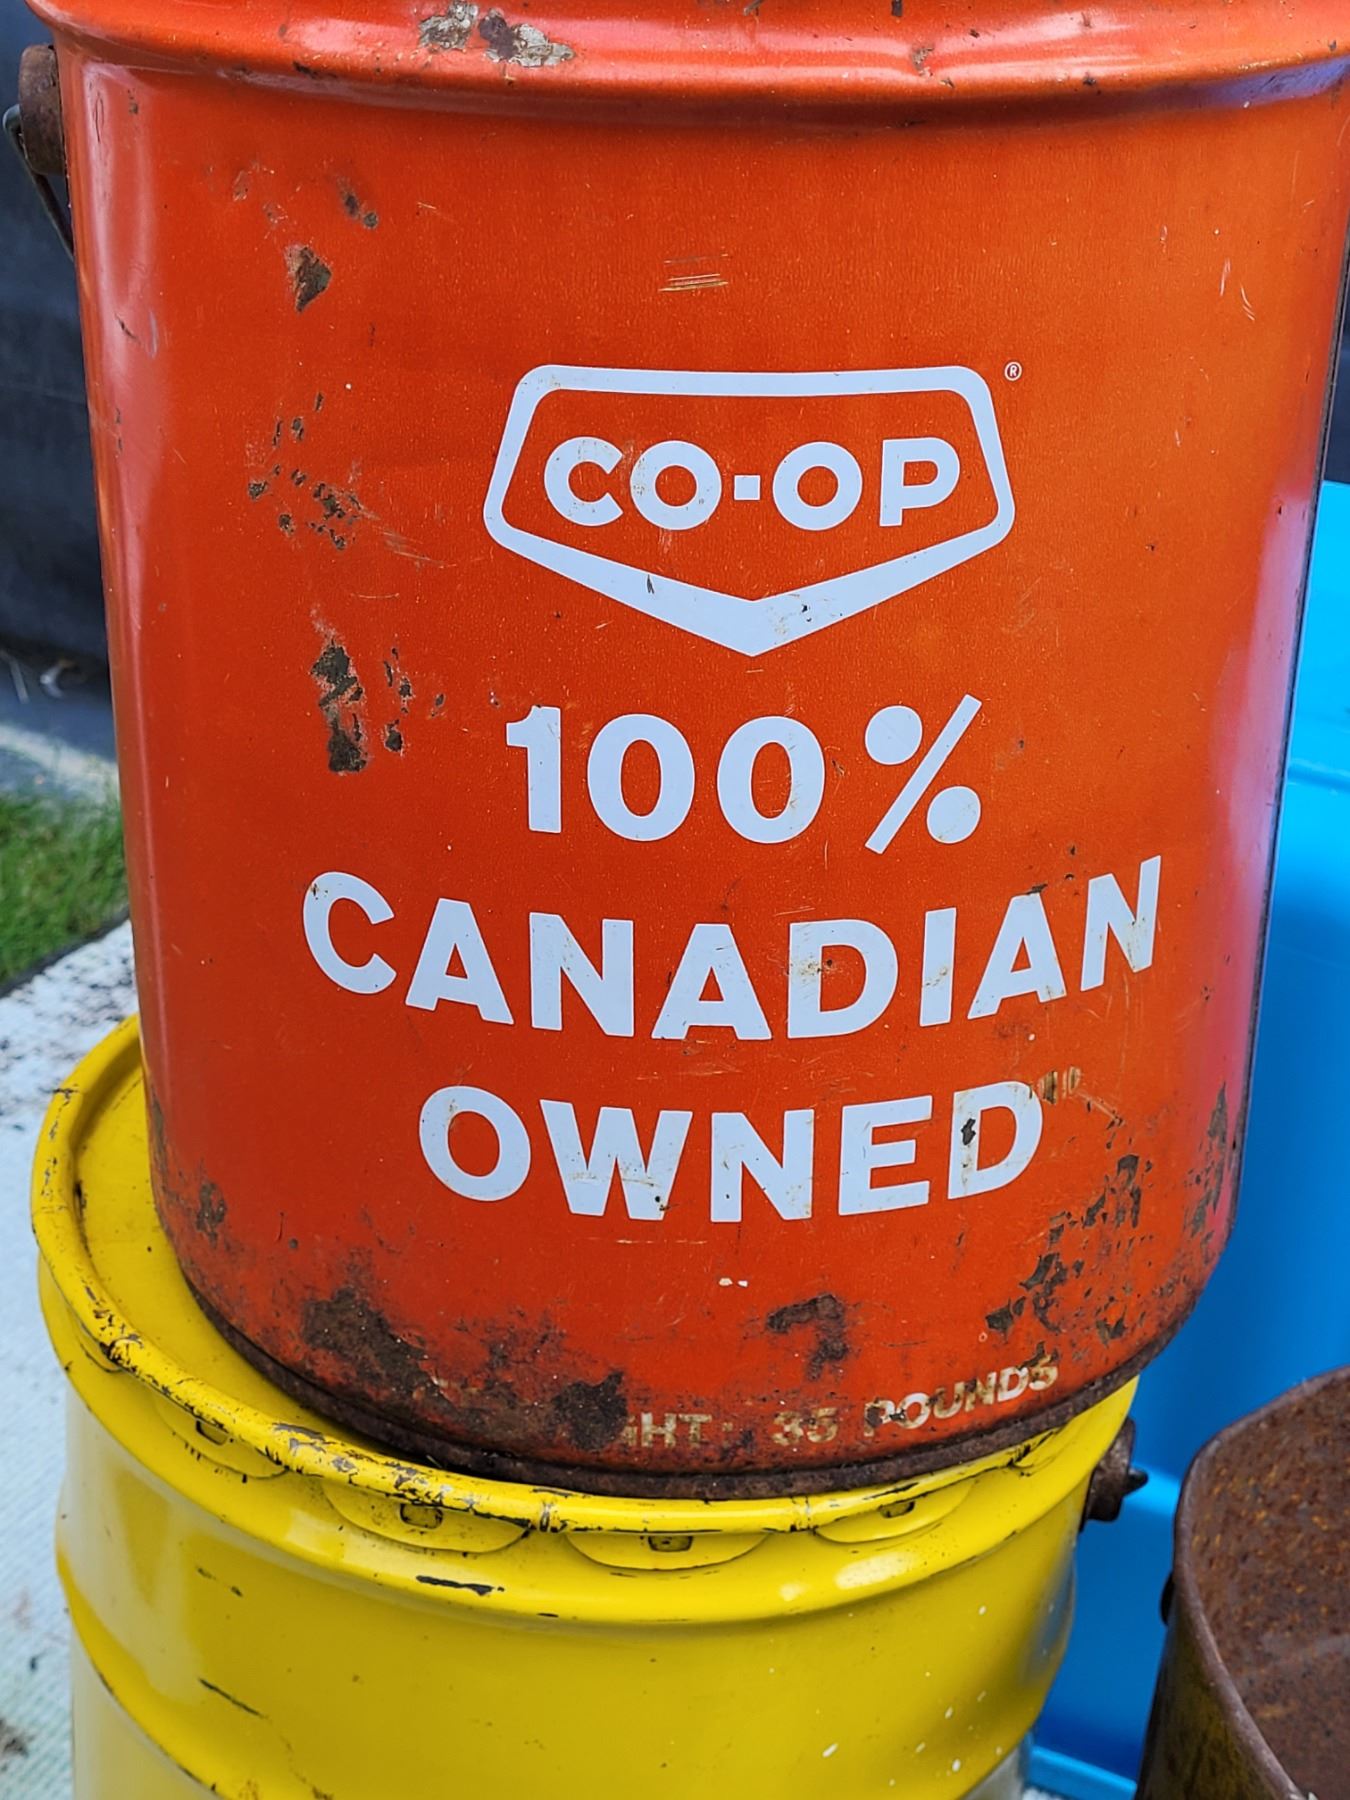 CO-OP ®
100%
CANADIAN
OWNED
35 POUNDS